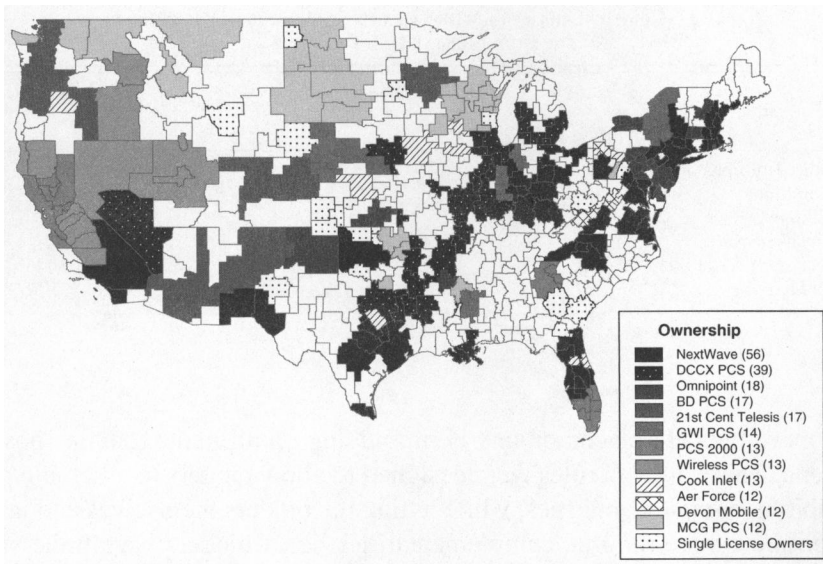 Ownership
NextWave (56)
DCCX PCS (39)
Omnipoint (18)
BD PCS (17)
21st Cent Telesis (17)
GWI PCS (14)
PCS 2000 (13)
Wireless PCS (13)
Cook Inlet (13)
Aer Force (12)
Devon Mobile (12)
MCG PCS (12)
Single License Owners